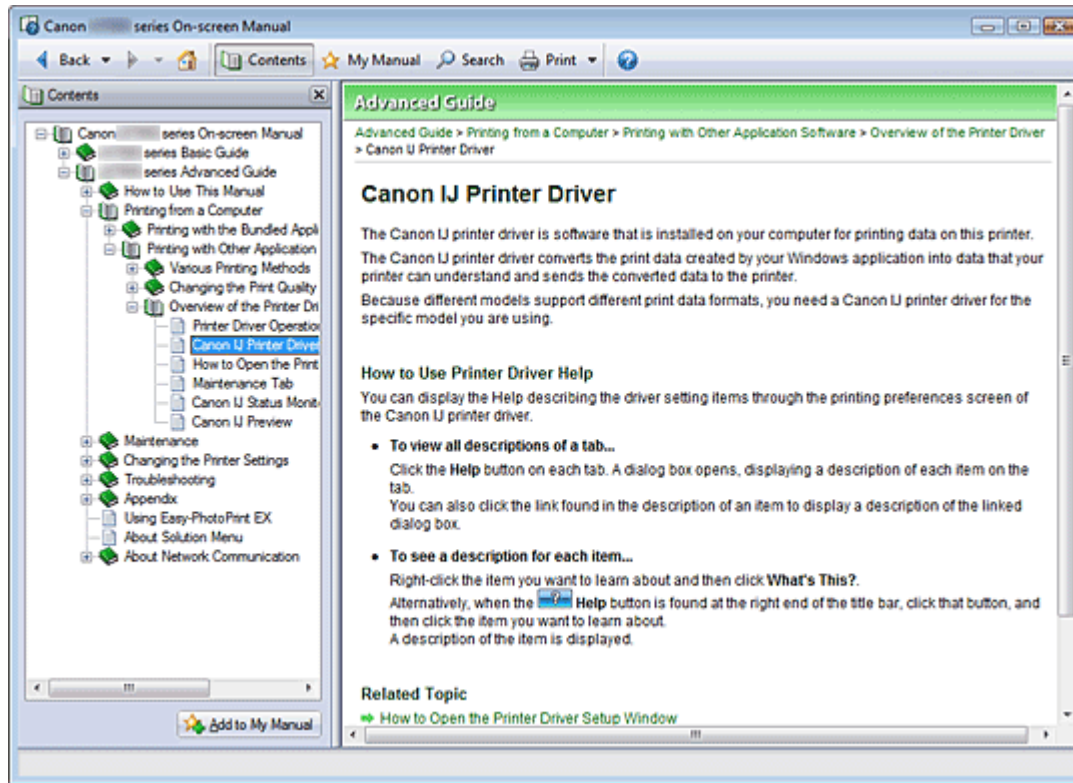 Canon series On-screen Manual
Back Contents My Manual Search Print
Contents
Canon series On-screen Manual
series Basic Guide
series Advanced Guide
How to Use This Manual
Printing from a Computer
Printing with the Bundled Appli
Printing with Other Application
Various Printing Methods
Changing the Print Quality
Overview of the Printer Dri
Printer Driver Operation
Canon IJ Printer Driver
How to Open the Print
Maintenance Tab
Canon IJ Status Monit
Canon IJ Preview
Maintenance
Changing the Printer Settings
Troubleshooting
Appendix
Using Easy-PhotoPrint EX
About Solution Menu
About Network Communication
Add to My Manual
Advanced Guide
Advanced Guide > Printing from a Computer > Printing with Other Application Software > Overview of the Printer Driver
> Canon IJ Printer Driver
Canon IJ Printer Driver
The Canon IJ printer driver is software that is installed on your computer for printing data on this printer.
The Canon IJ printer driver converts the print data created by your Windows application into data that your
printer can understand and sends the converted data to the printer.
Because different models support different print data formats, you need a Canon IJ printer driver for the
specific model you are using.
How to Use Printer Driver Help
You can display the Help describing the driver setting items through the printing preferences screen of
the Canon IJ printer driver.
• To view all descriptions of a tab...
Click the Help button on each tab. A dialog box opens, displaying a description of each item on the
tab.
You can also click the link found in the description of an item to display a description of the linked
dialog box.
• To see a description for each item...
Right-click the item you want to learn about and then click What's This?.
Alternatively, when the Help button is found at the right end of the title bar, click that button, and
then click the item you want to learn about.
A description of the item is displayed.
Related Topic
How to Open the Printer Driver Setup Window